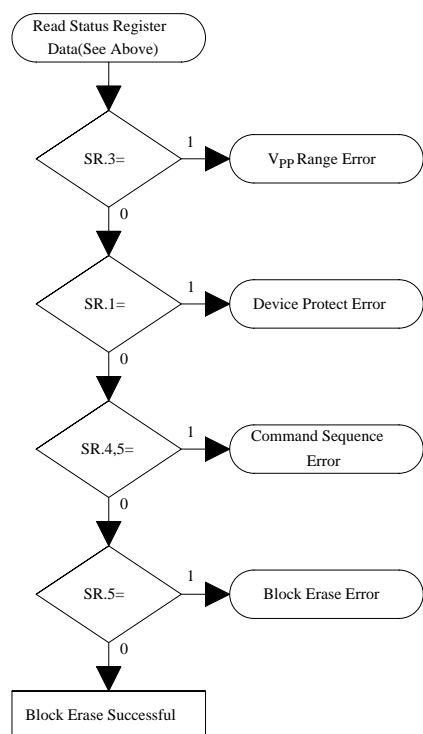 Read Status Register
Data(See Above)
SR.3=
1
VPP Range Error
0
SR.1=
1
Device Protect Error
0
SR.4,5=
1
Command Sequence
Error
0
SR.5=
1
Block Erase Error
0
Block Erase Successful